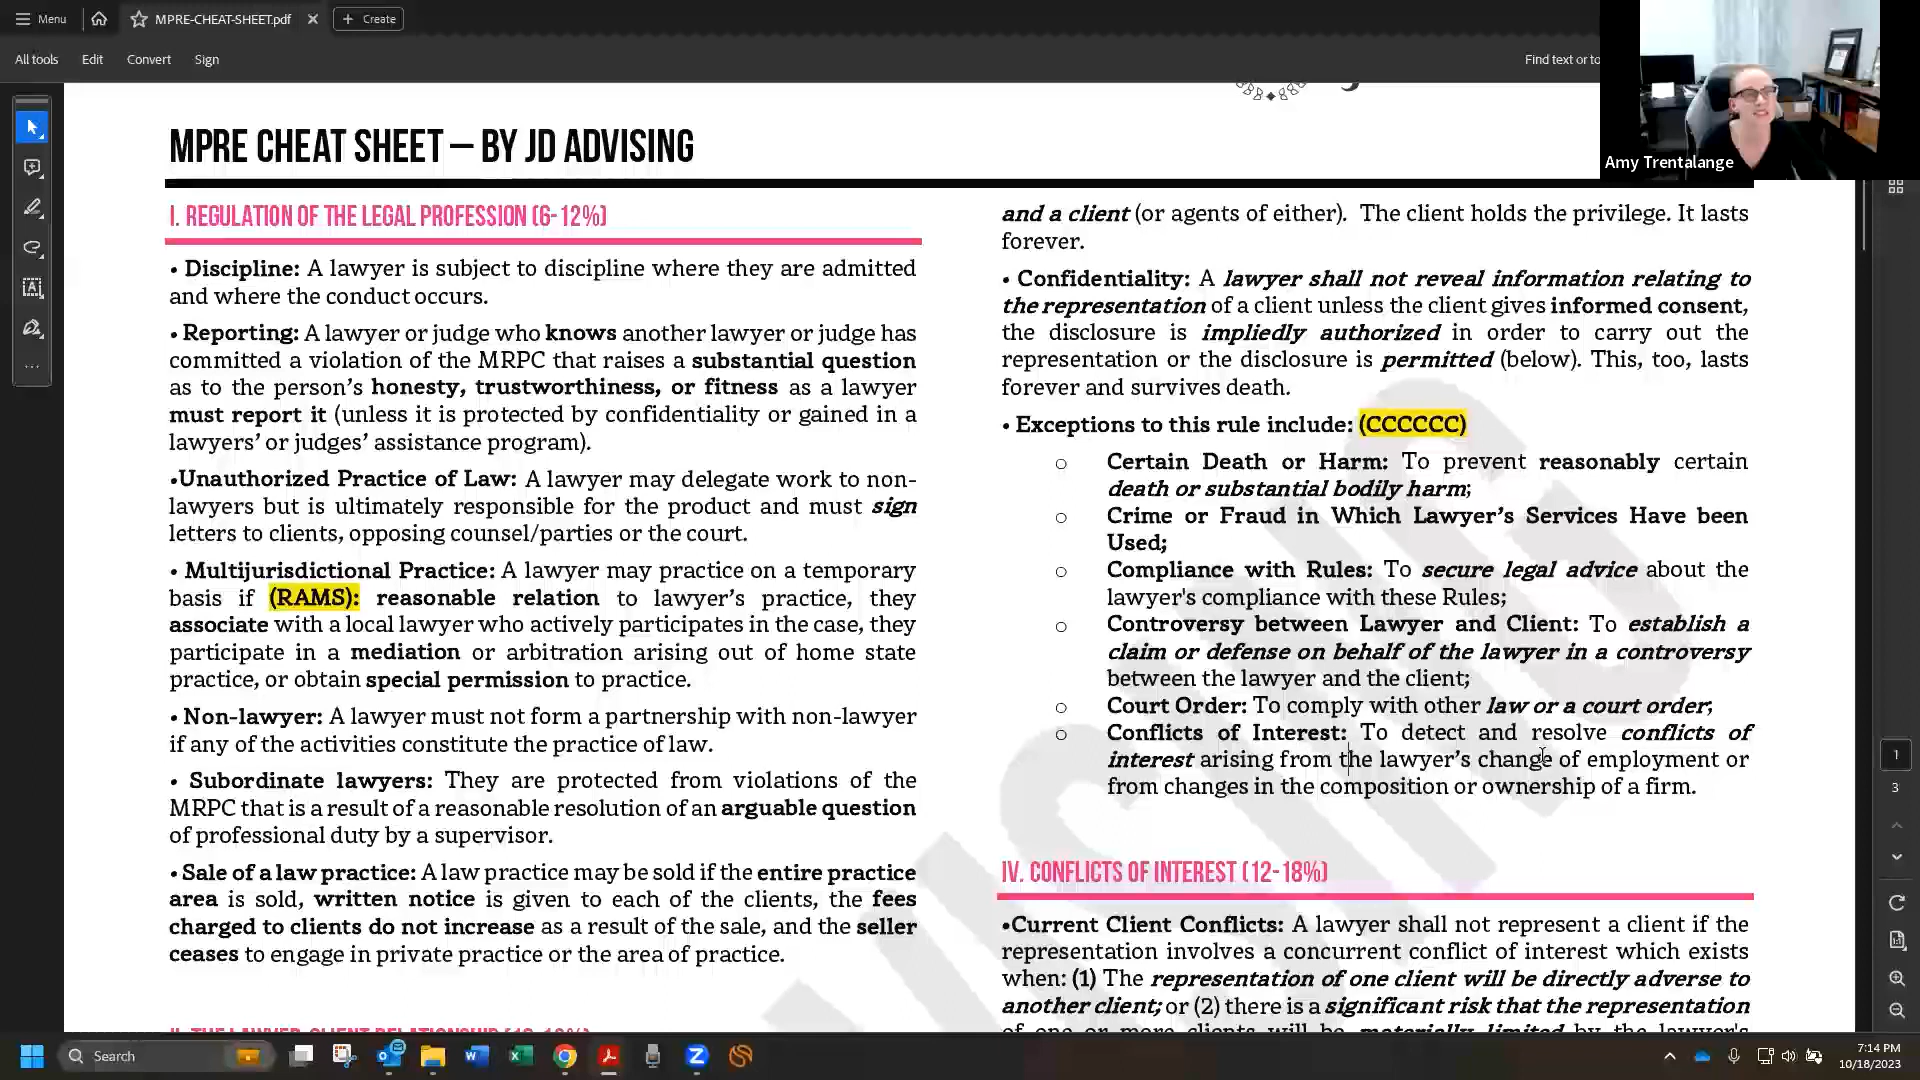 Menu
MPRE-CHEAT-SHEET.pdf
Create
All tools Edit Convert Sign
Find text or to
Amy Trentalange
MPRE CHEAT SHEET – BY JD ADVISING
I. REGULATION OF THE LEGAL PROFESSION (6-12%)
• Discipline: A lawyer is subject to discipline where they are admitted
and where the conduct occurs.
• Reporting: A lawyer or judge who knows another lawyer or judge has
committed a violation of the MRPC that raises a substantial question
as to the person's honesty, trustworthiness, or fitness as a lawyer
must report it (unless it is protected by confidentiality or gained in a
lawyers' or judges' assistance program).
•Unauthorized Practice of Law: A lawyer may delegate work to non-
lawyers but is ultimately responsible for the product and must sign
letters to clients, opposing counsel/parties or the court.
• Multijurisdictional Practice: A lawyer may practice on a temporary
basis if (RAMS): reasonable relation to lawyer's practice, they
associate with a local lawyer who actively participates in the case, they
participate in a mediation or arbitration arising out of home state
practice, or obtain special permission to practice.
• Non-lawyer: A lawyer must not form a partnership with non-lawyer
if any of the activities constitute the practice of law.
• Subordinate lawyers: They are protected from violations of the
MRPC that is a result of a reasonable resolution of an arguable question
of professional duty by a supervisor.
• Sale of a law practice: A law practice may be sold if the entire practice
area is sold, written notice is given to each of the clients, the fees
charged to clients do not increase as a result of the sale, and the seller
ceases to engage in private practice or the area of practice.
and a client (or agents of either). The client holds the privilege. It lasts
forever.
• Confidentiality: A lawyer shall not reveal information relating to
the representation of a client unless the client gives informed consent,
the disclosure is impliedly authorized in order to carry out the
representation or the disclosure is permitted (below). This, too, lasts
forever and survives death.
• Exceptions to this rule include: (CCCCCC)
o Certain Death or Harm: To prevent reasonably certain
death or substantial bodily harm;
o Crime or Fraud in Which Lawyer's Services Have been
Used;
o Compliance with Rules: To secure legal advice about the
lawyer's compliance with these Rules;
o Controversy between Lawyer and Client: To establish a
claim or defense on behalf of the lawyer in a controversy
between the lawyer and the client;
o Court Order: To comply with other law or a court order;
o Conflicts of Interest: To detect and resolve conflicts of
interest arising from the lawyer's change of employment or
from changes in the composition or ownership of a firm.
IV. CONFLICTS OF INTEREST (12-18%)
•Current Client Conflicts: A lawyer shall not represent a client if the
representation involves a concurrent conflict of interest which exists
when: (1) The representation of one client will be directly adverse to
another client; or (2) there is a significant risk that the representation
of one or more clients will be materially limited by the lawyer's
1
3
Search
7:14 PM
10/18/2023